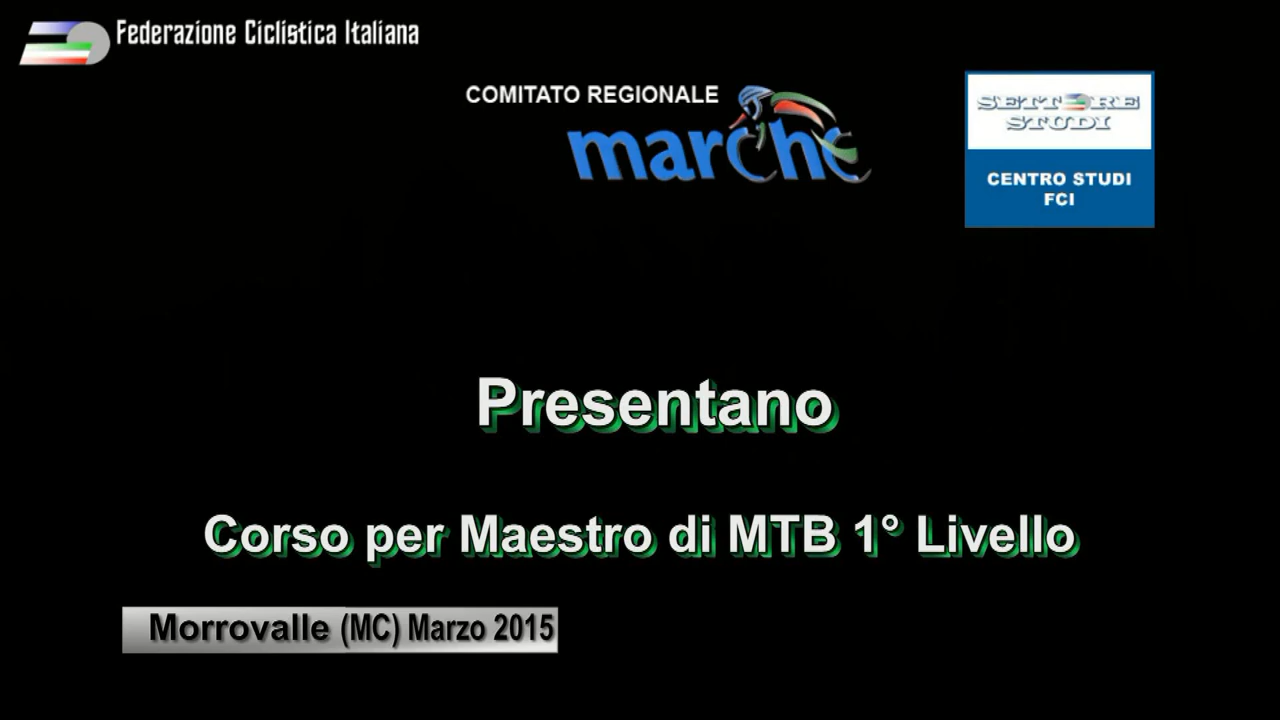 Federazione Ciclistica Italiana
COMITATO REGIONALE
marche
SETTORE
STUDI
CENTRO STUDI
FCI
Presentano
Corso per Maestro di MTB 1° Livello
Morrovalle (MC) Marzo 2015